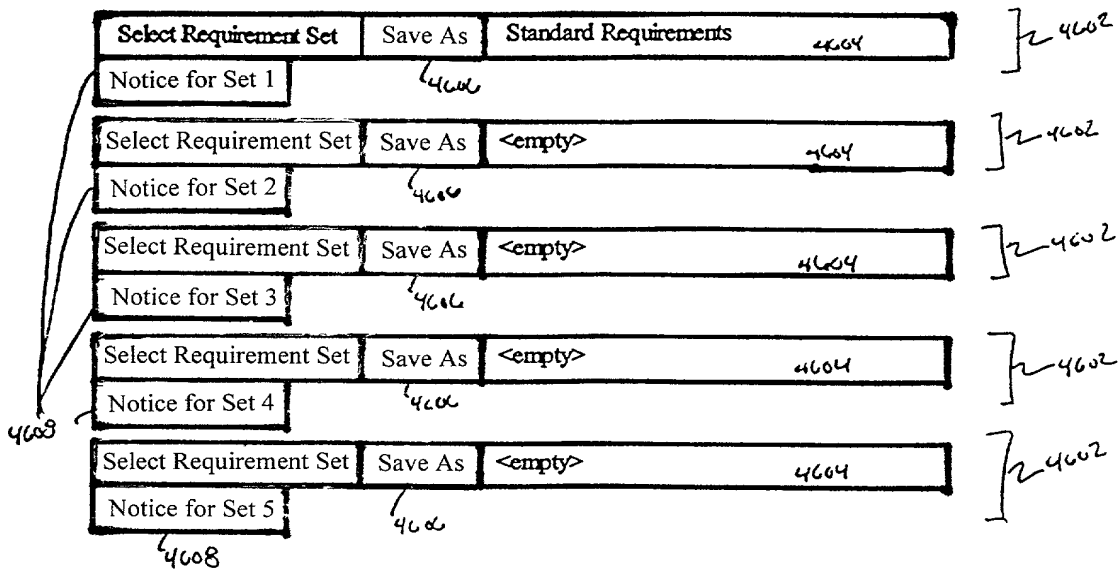 Select Requirement Set Save As Standard Requirements 4604 4602
Notice for Set 1 4606
Select Requirement Set Save As <empty> 4604 4602
Notice for Set 2 4606
Select Requirement Set Save As <empty> 4604 4602
Notice for Set 3 4606
Select Requirement Set Save As <empty> 4604 4602
Notice for Set 4 4606
4608
Select Requirement Set Save As <empty> 4604 4602
Notice for Set 5 4606
4608